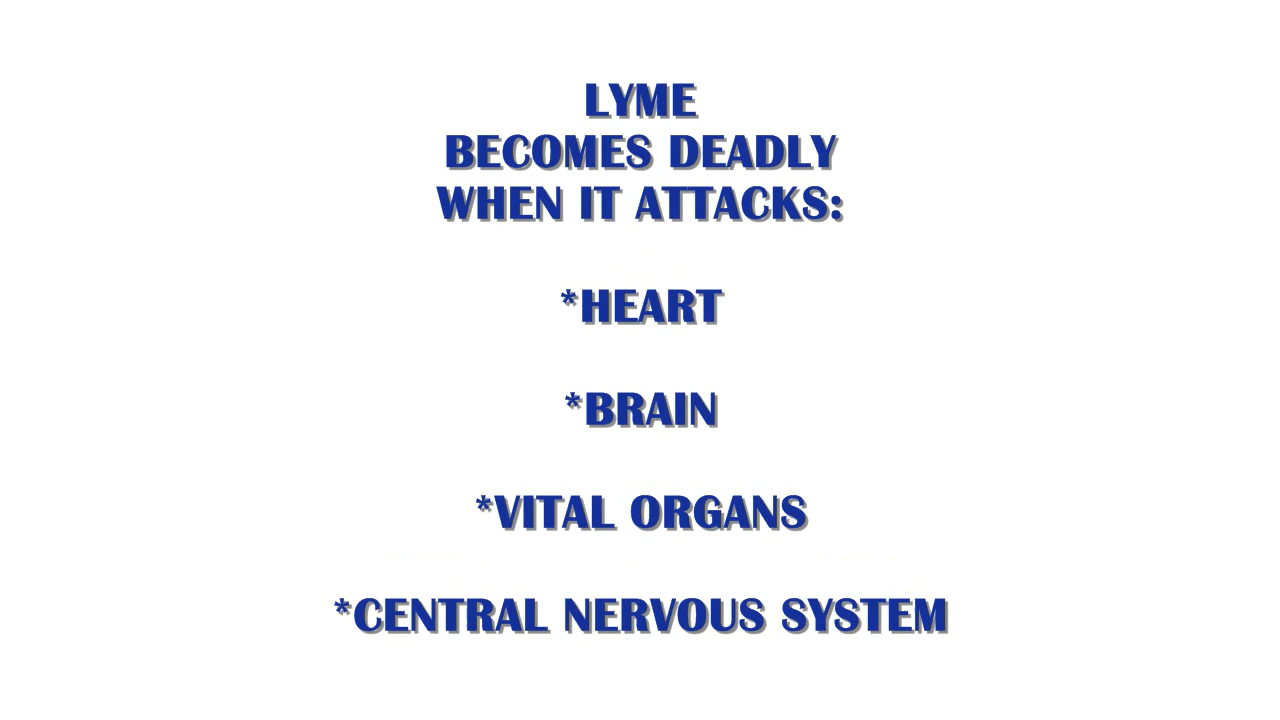 LYME
BECOMES DEADLY
WHEN IT ATTACKS:
*HEART
*BRAIN
*VITAL ORGANS
*CENTRAL NERVOUS SYSTEM